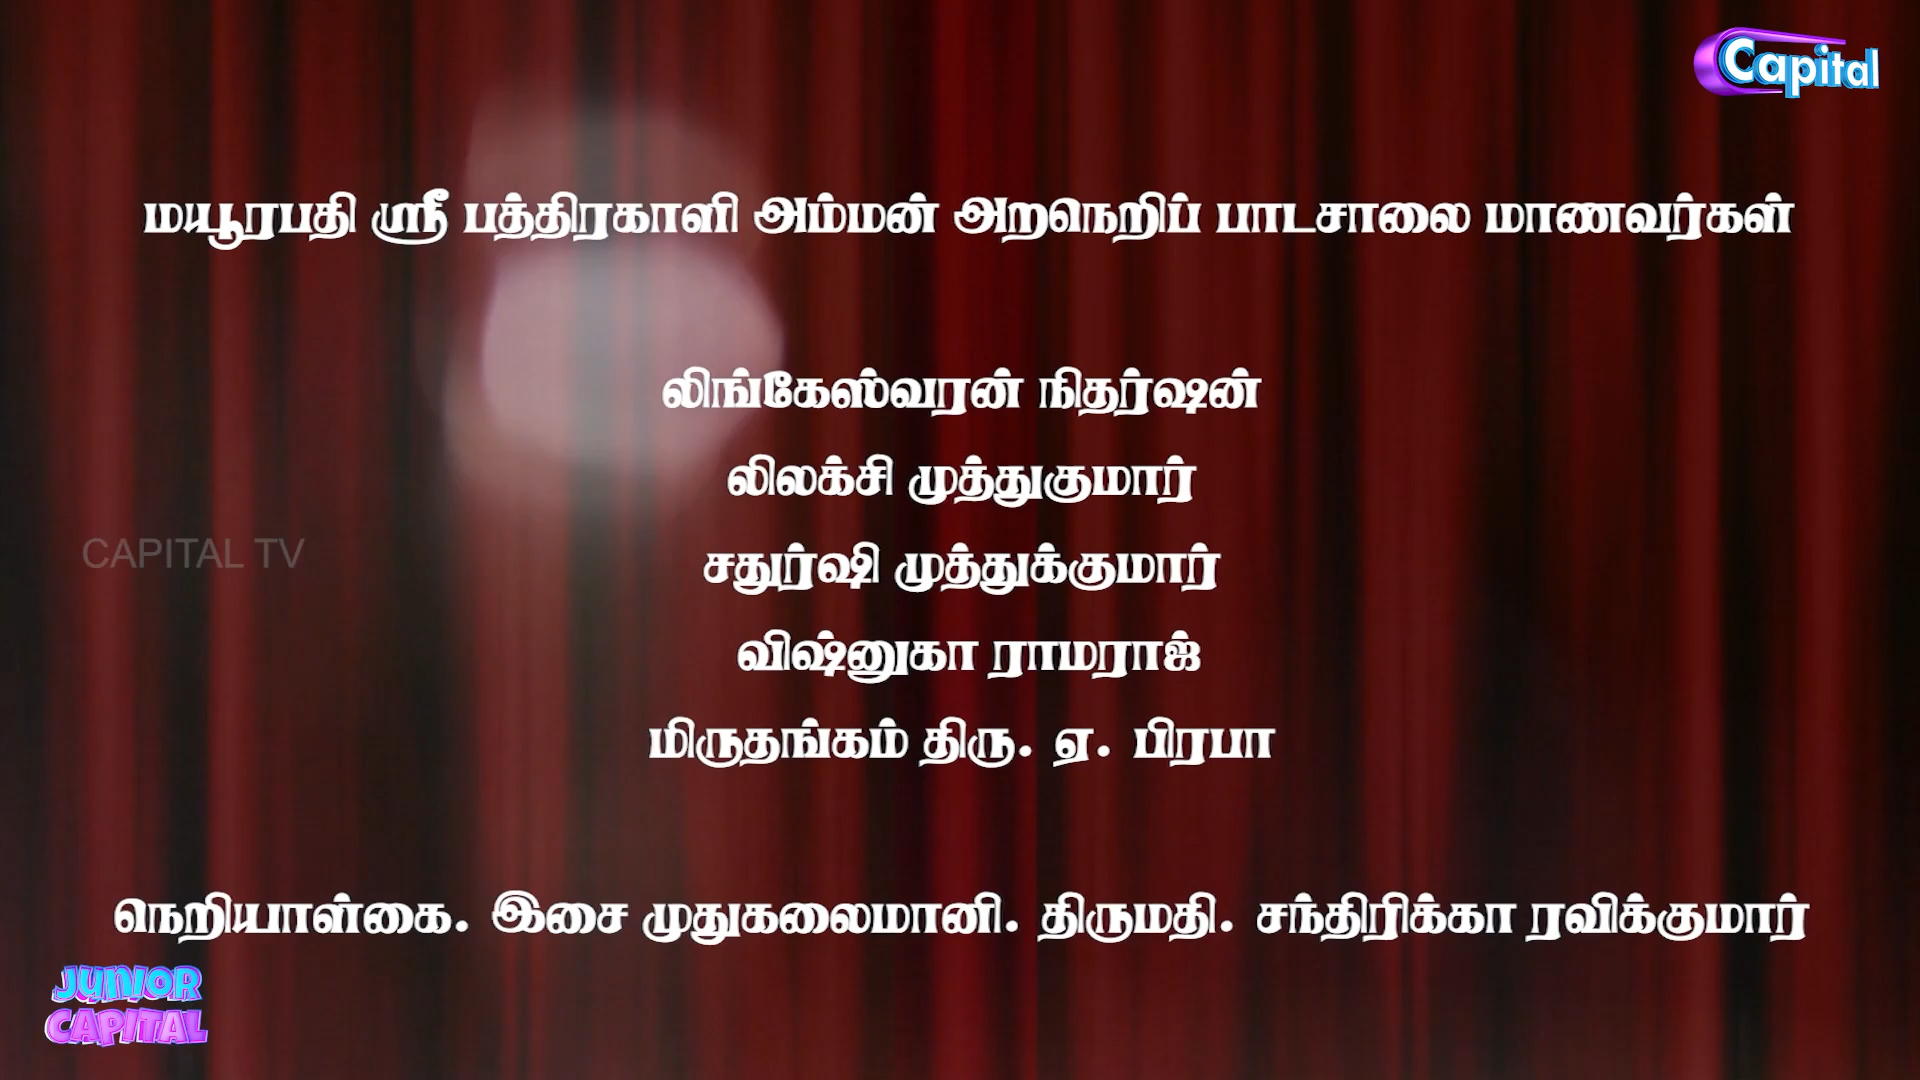 Capital
மயூரபதி ஸ்ரீ பத்திரகாளி அம்மன் அறநெறிப் பாடசாலை மாணவர்கள்
லிங்கேஸ்வரன் நிதர்ஷன்
லிலக்சி முத்துகுமார்
CAPITAL TV
சதுர்ஷி முத்துக்குமார்
விஷ்னுகா ராமராஜ்
மிருதங்கம் திரு. ஏ. பிரபா
நெறியாள்கை. இசை முதுகலைமானி. திருமதி. சந்திரிக்கா ரவிக்குமார்
JUNIOR
CAPITAL